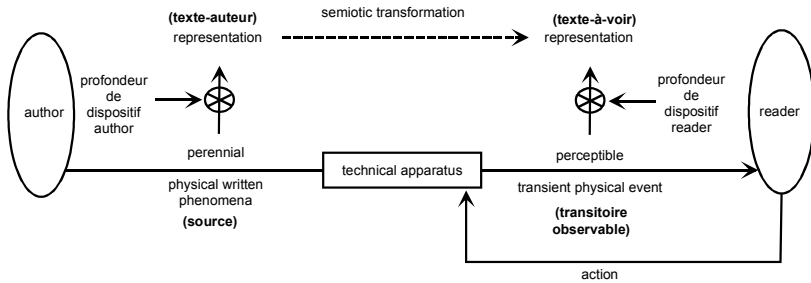 (texte-auteur)
representation
semiotic transformation
(texte-à-voir)
representation
author
profondeur
de
dispositif
author
profondeur
de
dispositif
reader
reader
perennial
technical apparatus
perceptible
physical written
phenomena
(source)
transient physical event
(transitoire
observable)
action